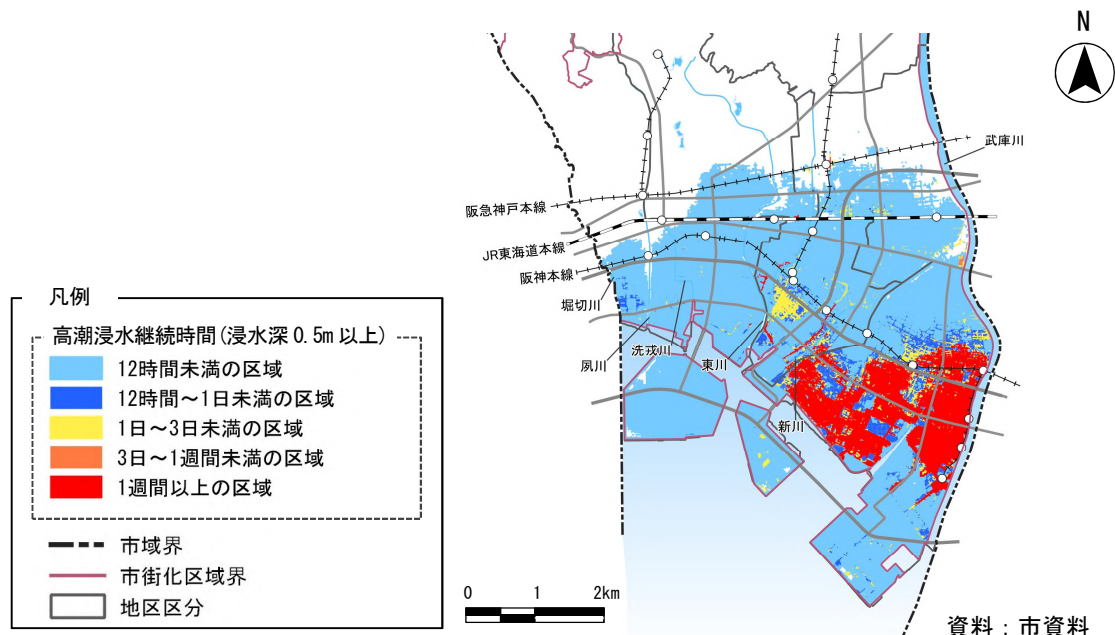 N
武庫川
阪急神戸本線
JR東海道本線
阪神本線
堀切川
夙川
洗戎川
東川
新川
凡例
高潮浸水継続時間(浸水深 0.5m 以上)
12時間未満の区域
12時間～1日未満の区域
1日～3日未満の区域
3日～1週間未満の区域
1週間以上の区域
市域界
市街化区域界
地区区分
0 1 2km
資料：市資料